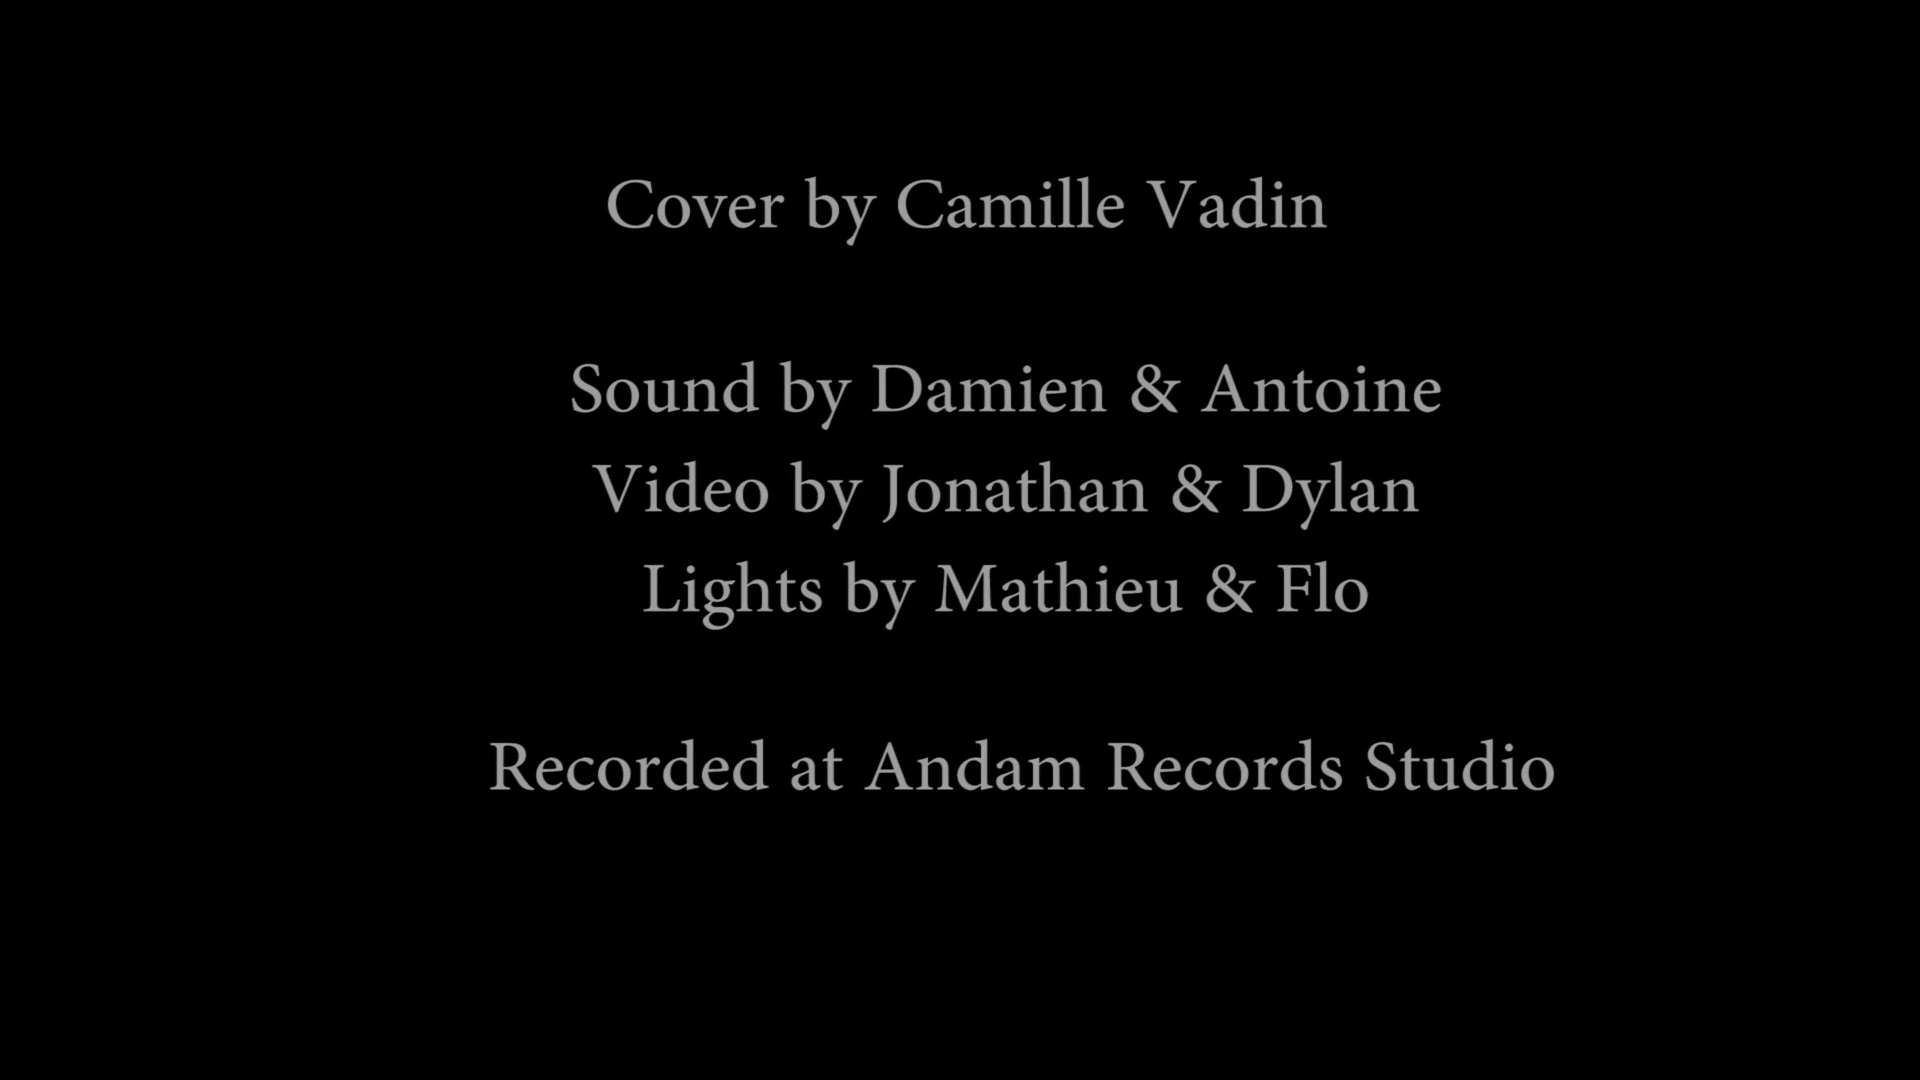 Cover by Camille Vadin
Sound by Damien & Antoine
Video by Jonathan & Dylan
Lights by Mathieu & Flo
Recorded at Andam Records Studio